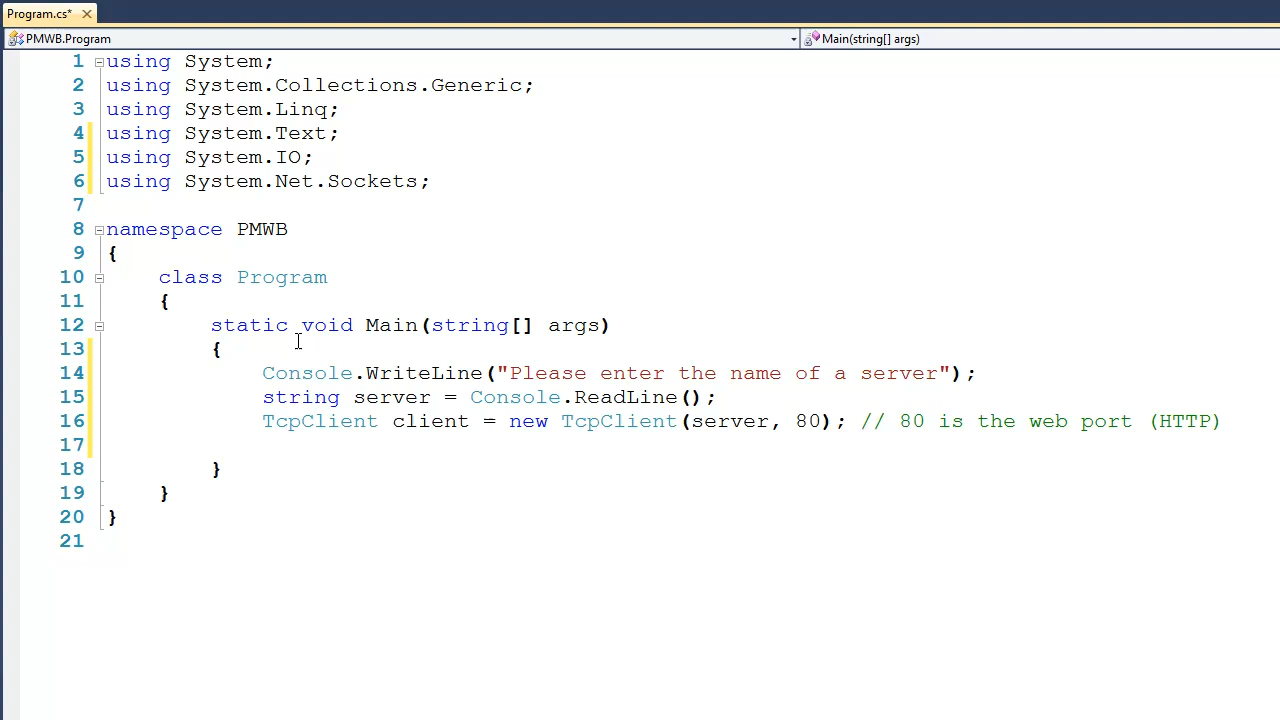 Program.cs*
PMWB.Program Main(string[] args)
1 using System;
2 using System.Collections.Generic;
3 using System.Linq;
4 using System.Text;
5 using System.IO;
6 using System.Net.Sockets;
7
8 namespace PMWB
9 {
10 class Program
11 {
12 static void Main(string[] args)
13 {
14 Console.WriteLine("Please enter the name of a server");
15 string server = Console.ReadLine();
16 TcpClient client = new TcpClient(server, 80); // 80 is the web port (HTTP)
17
18 }
19 }
20 }
21